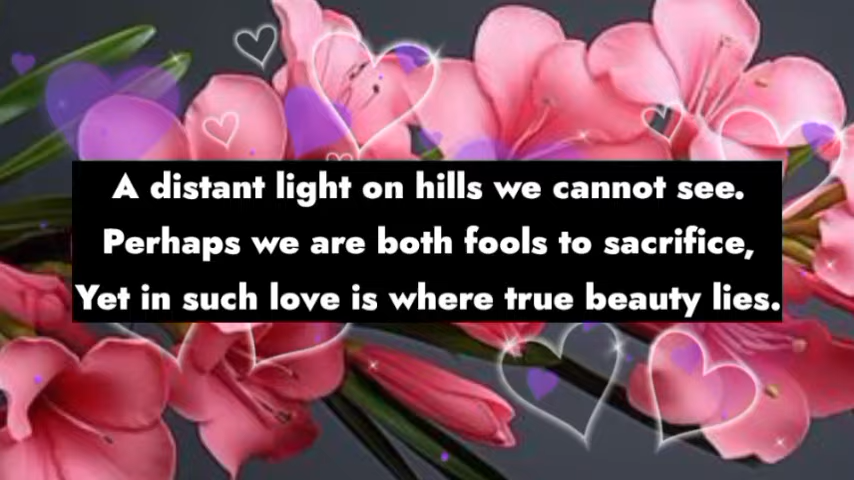 A distant light on hills we cannot see.
Perhaps we are both fools to sacrifice,
Yet in such love is where true beauty lies.